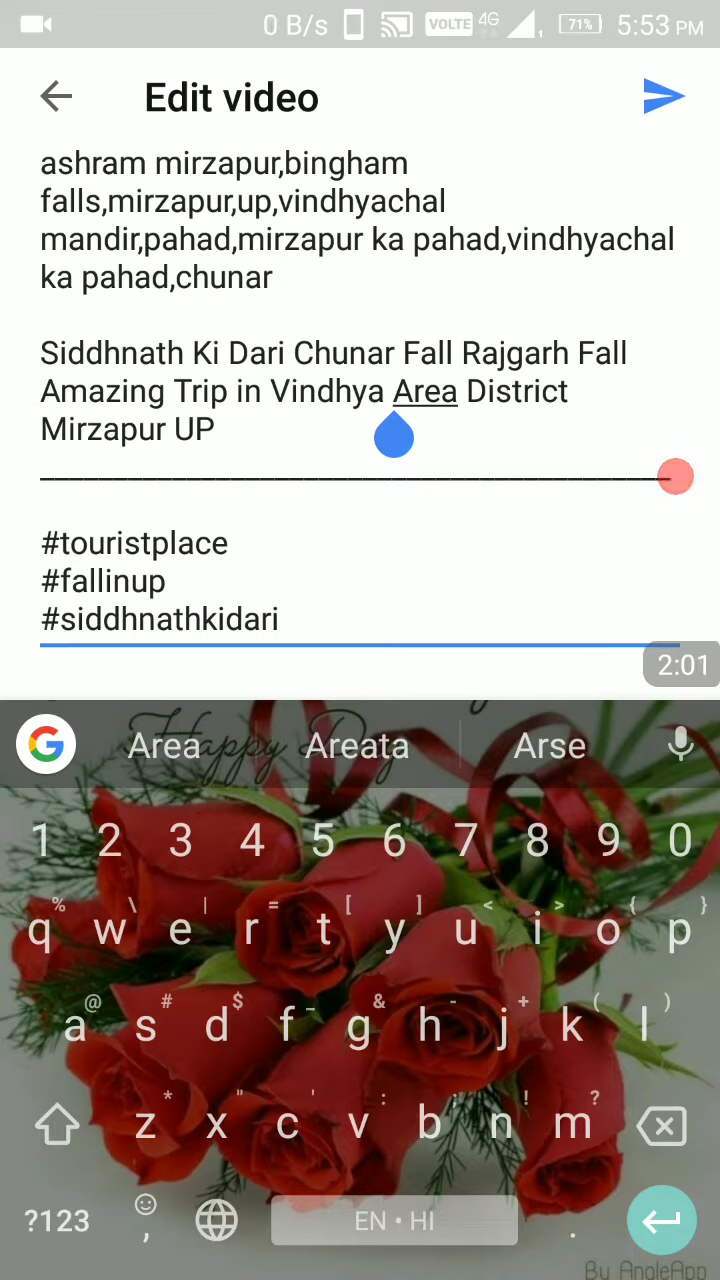 0 B/s VOLTE 4G 71% 5:53 PM
Edit video
ashram mirzapur,bingham
falls,mirzapur,up,vindhyachal
mandir,pahad,mirzapur ka pahad,vindhyachal
ka pahad,chunar
Siddhnath Ki Dari Chunar Fall Rajgarh Fall
Amazing Trip in Vindhya Area District
Mirzapur UP
#touristplace
#fallinup
#siddhnathkidari
2:01
Happy
Area Areata Arse
1 2 3 4 5 6 7 8 9 0
% \ | = [ ] < > { }
q w e r t y u i o p
@ # $ _ & - + ( )
a s d f g h j k l
* " ' : ; ! ?
z x c v b n m
?123 , EN • HI .
By AngleApp